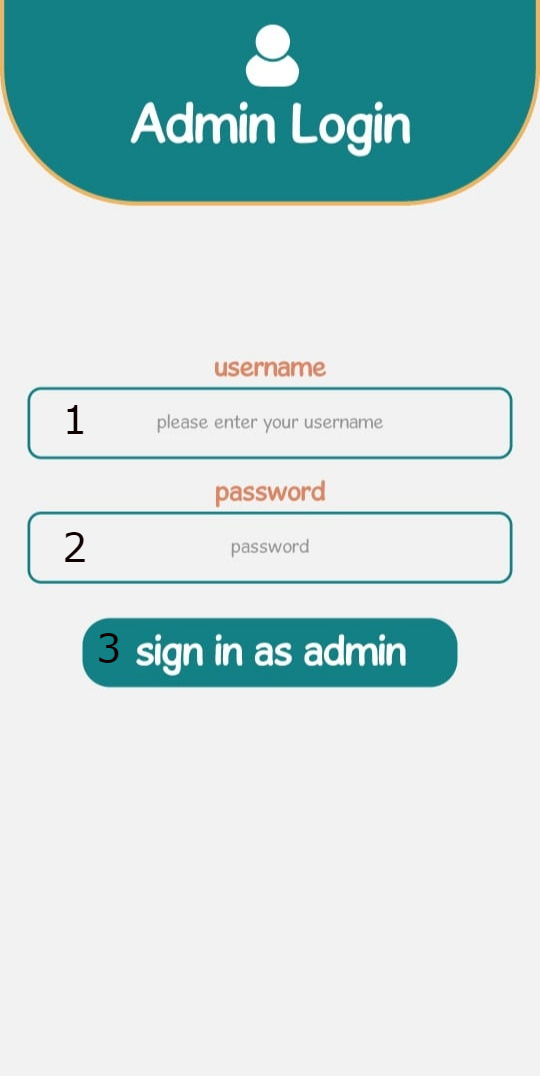 Admin Login
username
1 please enter your username
password
2 password
3 sign in as admin